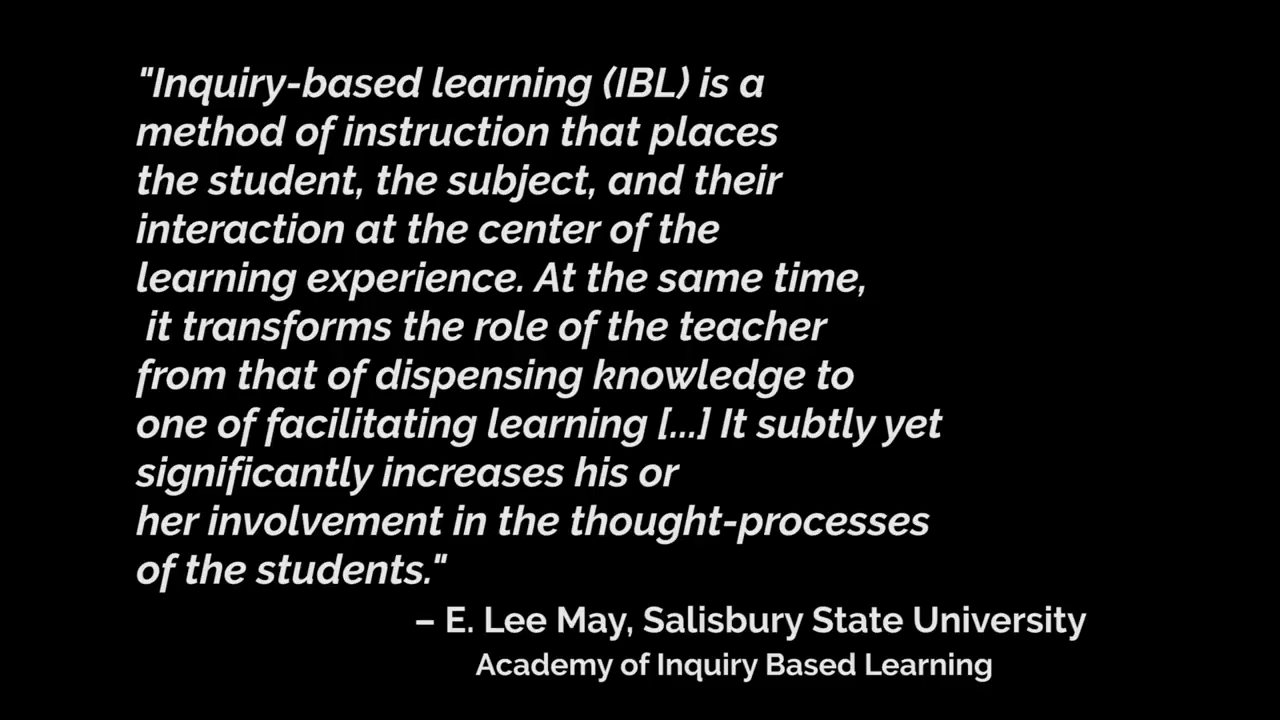 "Inquiry-based learning (IBL) is a
method of instruction that places
the student, the subject, and their
interaction at the center of the
learning experience. At the same time,
it transforms the role of the teacher
from that of dispensing knowledge to
one of facilitating learning [...] It subtly yet
significantly increases his or
her involvement in the thought-processes
of the students."
– E. Lee May, Salisbury State University
Academy of Inquiry Based Learning